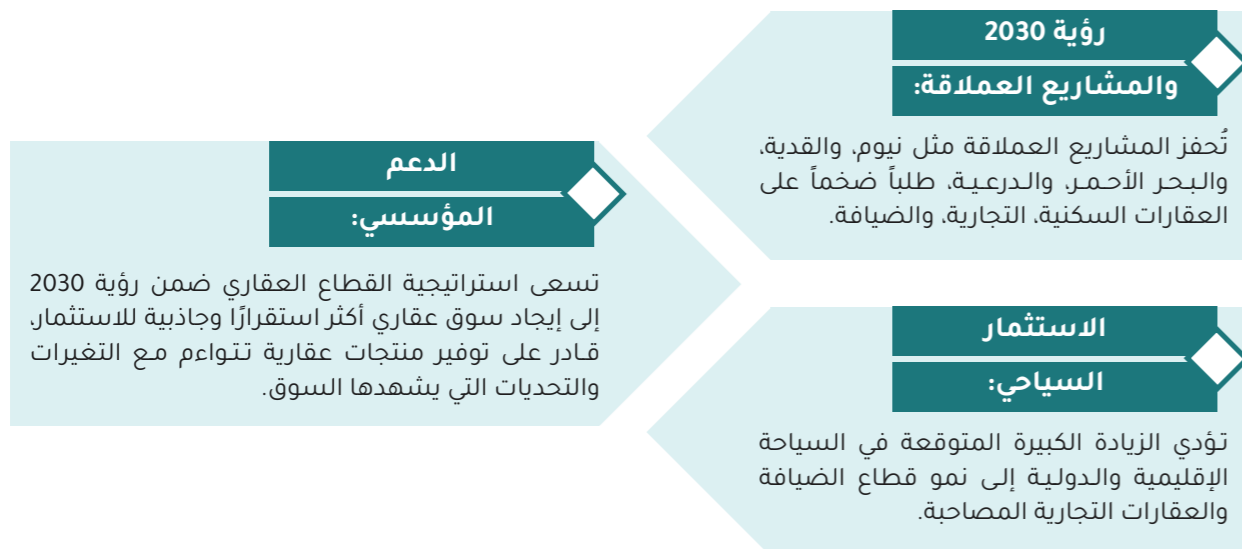 رؤية 2030
والمشاريع العملاقة:
تُحفز المشاريع العملاقة مثل نيوم، والقدية،
والبحر الأحمر، والدرعية، طلباً ضخماً على
العقارات السكنية، التجارية، والضيافة.
الدعم
المؤسسي:
تسعى استراتيجية القطاع العقاري ضمن رؤية 2030
إلى إيجاد سوق عقاري أكثر استقرارًا وجاذبية للاستثمار،
قادر على توفير منتجات عقارية تتواءم مع التغيرات
والتحديات التي يشهدها السوق.
الاستثمار
السياحي:
تؤدي الزيادة الكبيرة المتوقعة في السياحة
الإقليمية والدولية إلى نمو قطاع الضيافة
والعقارات التجارية المصاحبة.